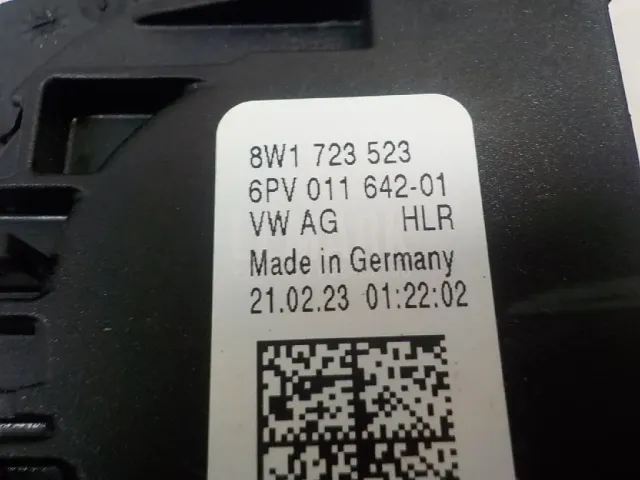 8W1 723 523
6PV 011 642-01
VW AG HLR
Made in Germany
21.02.23 01:22:02